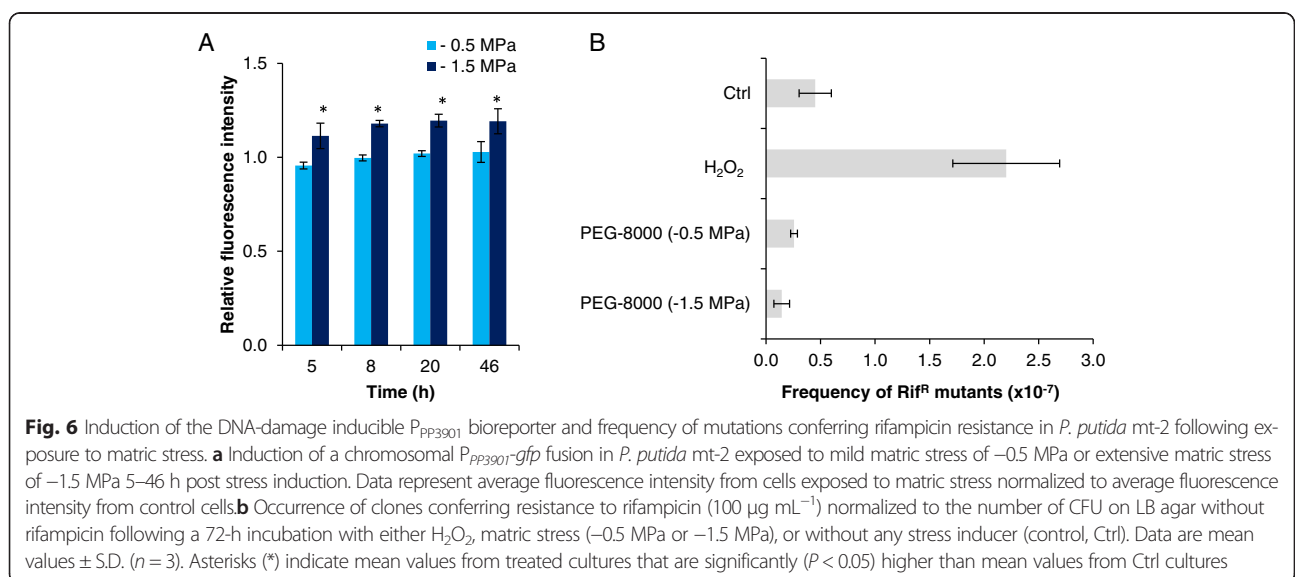 A
- 0.5 MPa
- 1.5 MPa
Relative fluorescence intensity
1.5
1.0
0.5
0.0
* * * *
5 8 20 46
Time (h)
B
Ctrl
H₂O₂
PEG-8000 (-0.5 MPa)
PEG-8000 (-1.5 MPa)
0.0 0.5 1.0 1.5 2.0 2.5 3.0
Frequency of Rifᴿ mutants (x10⁻⁷)
Fig. 6 Induction of the DNA-damage inducible P_PP3901 bioreporter and frequency of mutations conferring rifampicin resistance in P. putida mt-2 following ex-
posure to matric stress. a Induction of a chromosomal P_PP3901-gfp fusion in P. putida mt-2 exposed to mild matric stress of −0.5 MPa or extensive matric stress
of −1.5 MPa 5–46 h post stress induction. Data represent average fluorescence intensity from cells exposed to matric stress normalized to average fluorescence
intensity from control cells.b Occurrence of clones conferring resistance to rifampicin (100 μg mL⁻¹) normalized to the number of CFU on LB agar without
rifampicin following a 72-h incubation with either H₂O₂, matric stress (−0.5 MPa or −1.5 MPa), or without any stress inducer (control, Ctrl). Data are mean
values ± S.D. (n = 3). Asterisks (*) indicate mean values from treated cultures that are significantly (P < 0.05) higher than mean values from Ctrl cultures